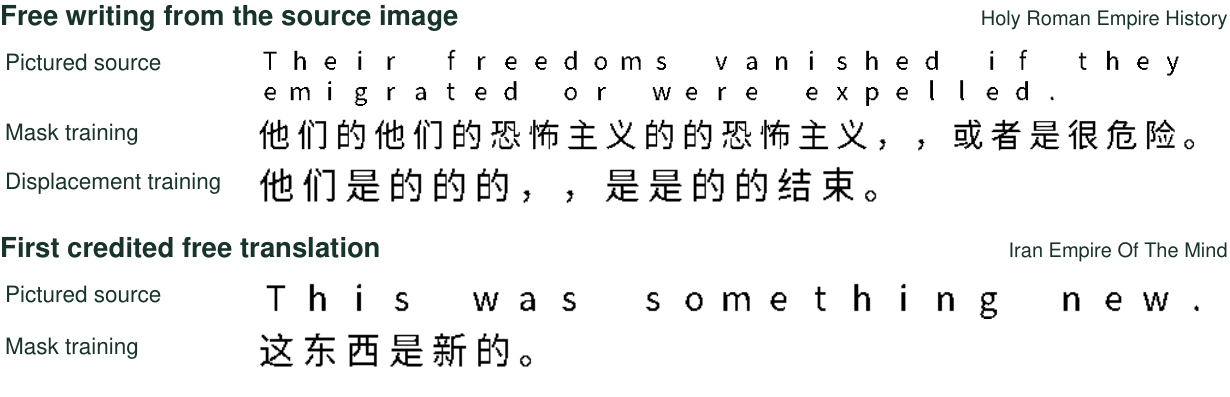 Free writing from the source image
Holy Roman Empire History
Pictured source
Their freedoms vanished if they
emigrated or were expelled.
Mask training
他们的他们的恐怖主义的的恐怖主义，，或者是很危险。
Displacement training
他们是的的的，，是是的的结束。
First credited free translation
Iran Empire Of The Mind
Pictured source
This was something new.
Mask training
这东西是新的。